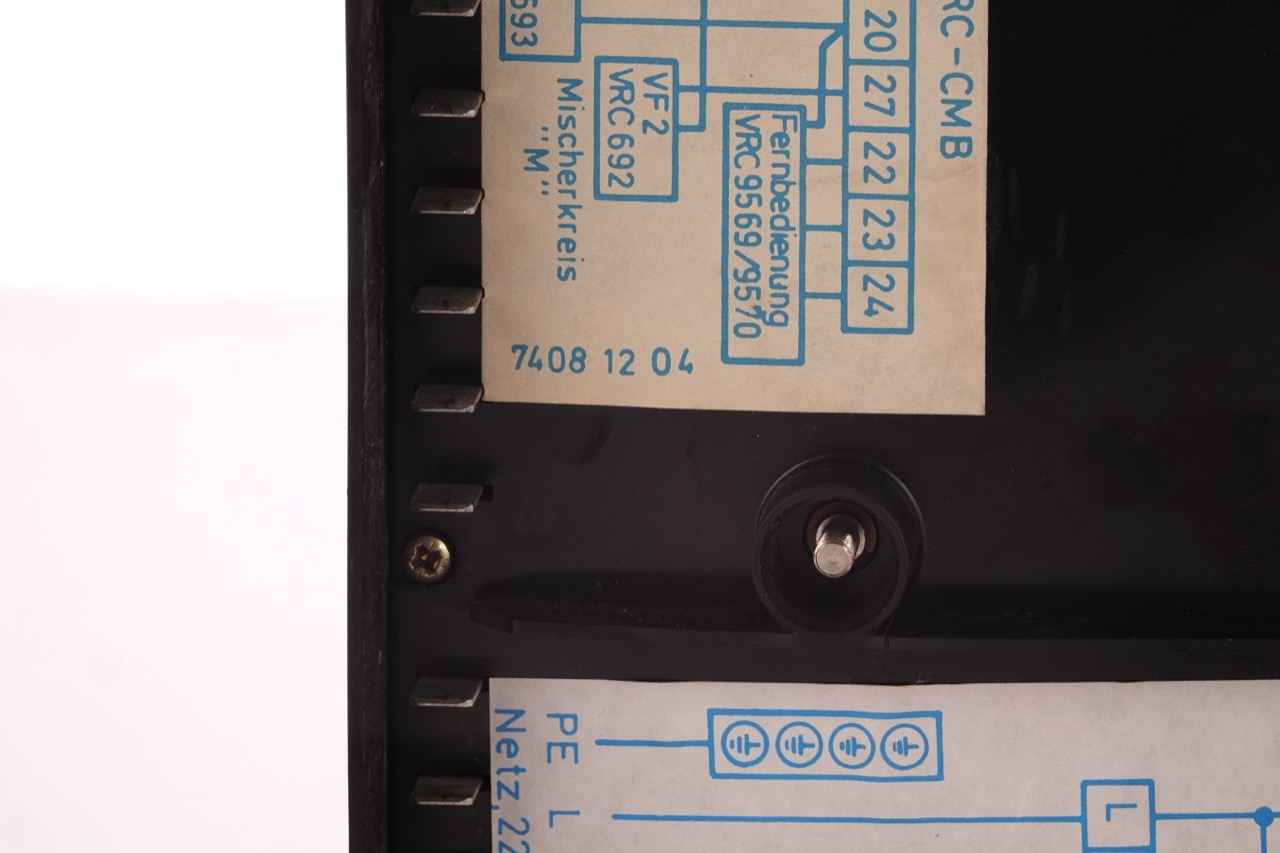 RC-CMB
20 27 22 23 24
Fernbedienung
VRC 9569/9570
VF2
VRC 692
693
Mischerkreis
"M"
7408 12 04
L
PE L
Netz, 22